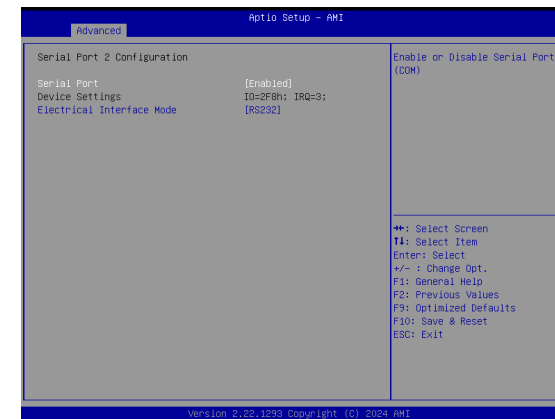 Aptio Setup - AMI
Advanced
Serial Port 2 Configuration
Serial Port [Enabled]
Device Settings IO=2F8h; IRQ=3;
Electrical Interface Mode [RS232]
Enable or Disable Serial Port
(COM)
→←: Select Screen
↑↓: Select Item
Enter: Select
+/- : Change Opt.
F1: General Help
F2: Previous Values
F9: Optimized Defaults
F10: Save & Reset
ESC: Exit
Version 2.22.1293 Copyright (C) 2024 AMI